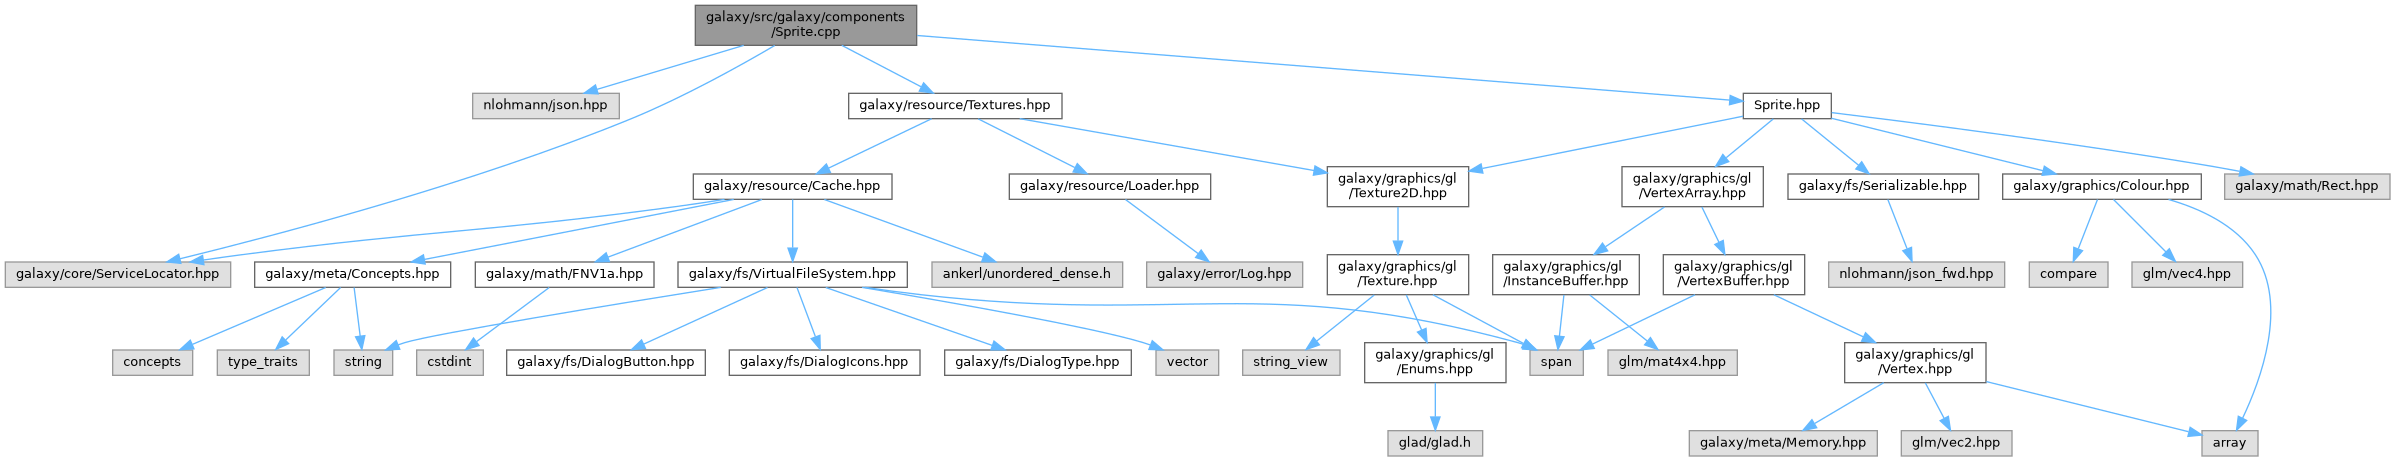 galaxy/src/galaxy/components
/Sprite.cpp
nlohmann/json.hpp
galaxy/resource/Textures.hpp
Sprite.hpp
galaxy/resource/Cache.hpp
galaxy/resource/Loader.hpp
galaxy/graphics/gl
/Texture2D.hpp
galaxy/graphics/gl
/VertexArray.hpp
galaxy/fs/Serializable.hpp
galaxy/graphics/Colour.hpp
galaxy/math/Rect.hpp
galaxy/core/ServiceLocator.hpp
galaxy/meta/Concepts.hpp
galaxy/math/FNV1a.hpp
galaxy/fs/VirtualFileSystem.hpp
ankerl/unordered_dense.h
galaxy/error/Log.hpp
galaxy/graphics/gl
/Texture.hpp
galaxy/graphics/gl
/InstanceBuffer.hpp
galaxy/graphics/gl
/VertexBuffer.hpp
nlohmann/json_fwd.hpp
compare
glm/vec4.hpp
concepts
type_traits
string
cstdint
galaxy/fs/DialogButton.hpp
galaxy/fs/DialogIcons.hpp
galaxy/fs/DialogType.hpp
vector
string_view
galaxy/graphics/gl
/Enums.hpp
span
glm/mat4x4.hpp
galaxy/graphics/gl
/Vertex.hpp
glad/glad.h
galaxy/meta/Memory.hpp
glm/vec2.hpp
array